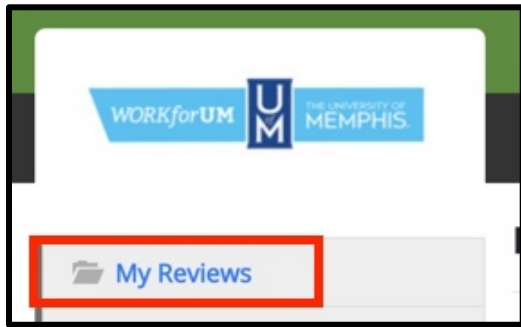 WORKforUM
UM
THE UNIVERSITY OF
MEMPHIS.
My Reviews